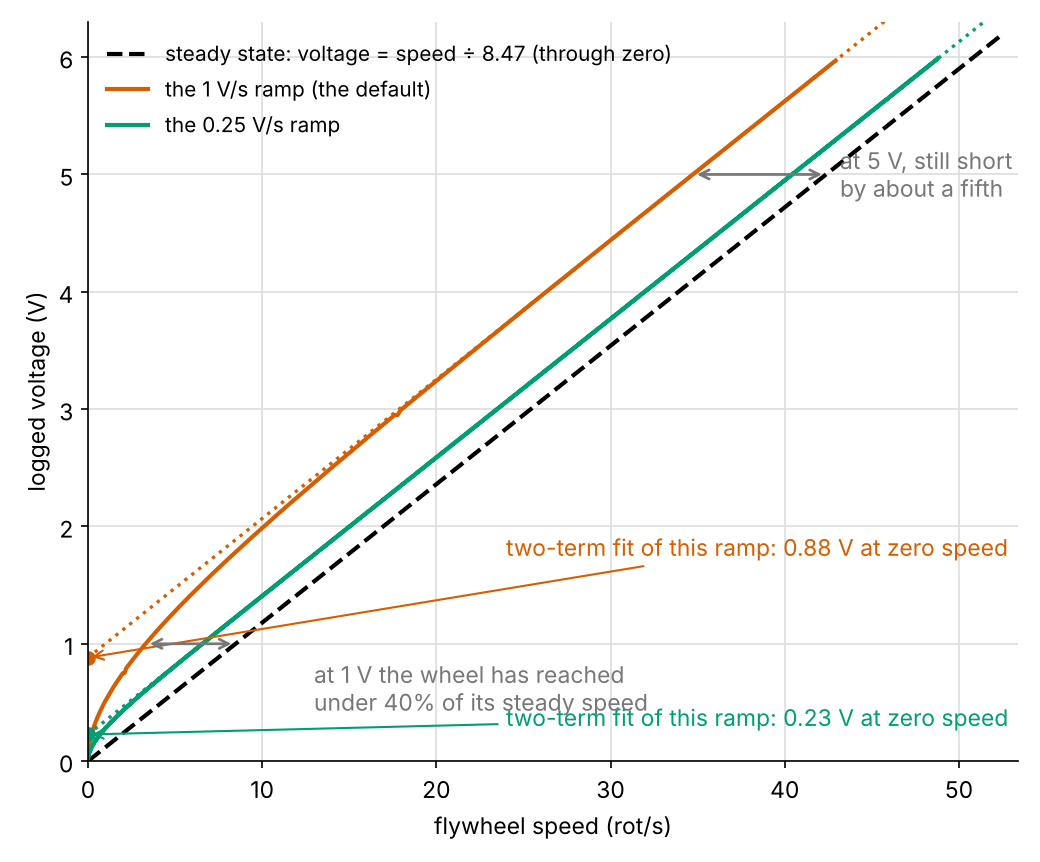 steady state: voltage = speed ÷ 8.47 (through zero)
the 1 V/s ramp (the default)
the 0.25 V/s ramp
at 5 V, still short
by about a fifth
two-term fit of this ramp: 0.88 V at zero speed
at 1 V the wheel has reached
under 40% of its steady speed
two-term fit of this ramp: 0.23 V at zero speed
logged voltage (V)
6
5
4
3
2
1
0
0 10 20 30 40 50
flywheel speed (rot/s)